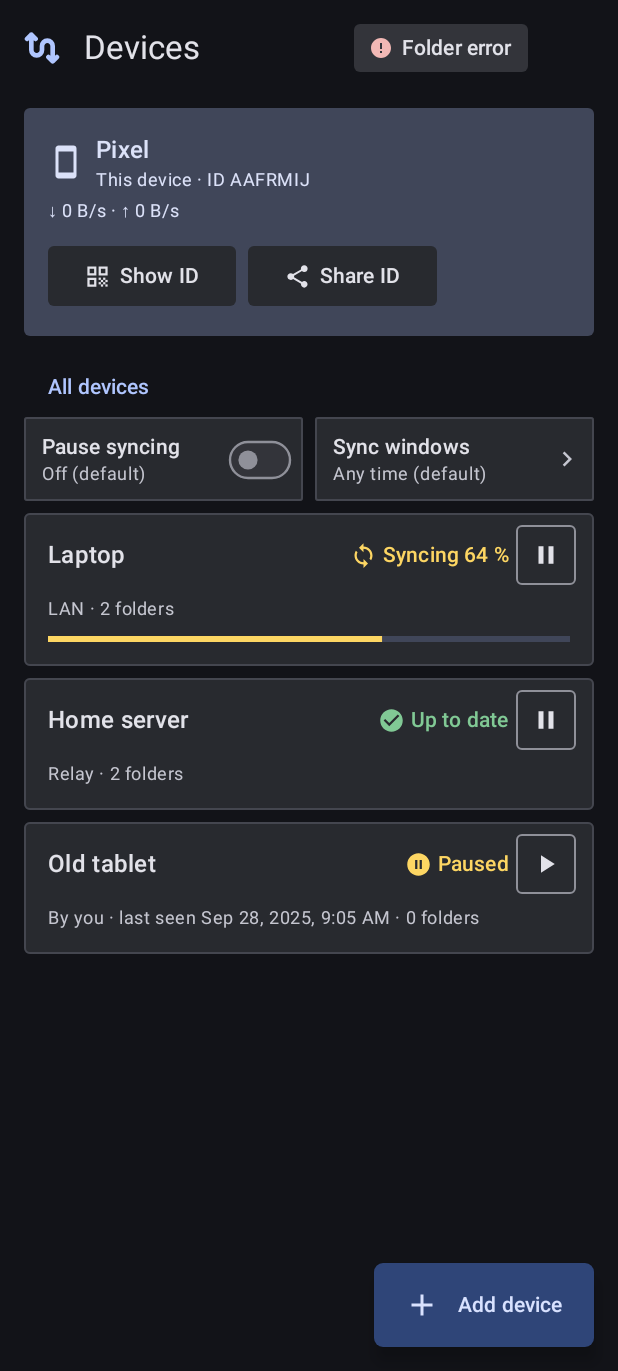 Devices
Folder error
Pixel
This device · ID AAFRMIJ
↓ 0 B/s · ↑ 0 B/s
Show ID
Share ID
All devices
Pause syncing
Off (default)
Sync windows
Any time (default)
Laptop
Syncing 64 %
LAN · 2 folders
Home server
Up to date
Relay · 2 folders
Old tablet
Paused
By you · last seen Sep 28, 2025, 9:05 AM · 0 folders
Add device